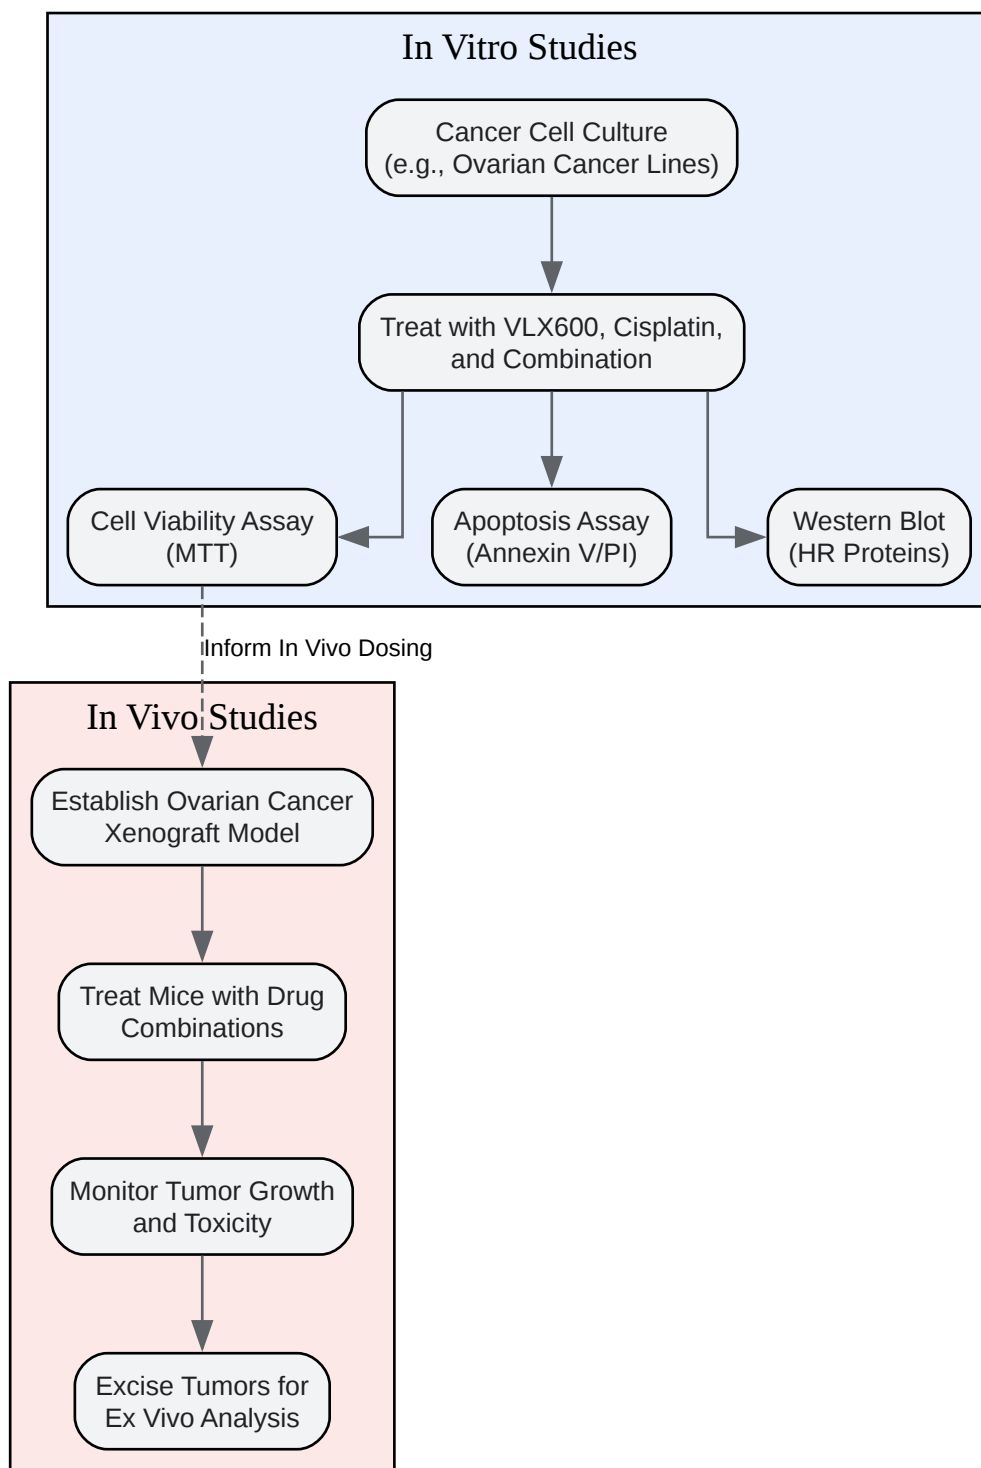 In Vitro Studies
Cancer Cell Culture
(e.g., Ovarian Cancer Lines)
Treat with VLX600, Cisplatin,
and Combination
Cell Viability Assay
(MTT)
Apoptosis Assay
(Annexin V/PI)
Western Blot
(HR Proteins)
Inform In Vivo Dosing
In Vivo Studies
Establish Ovarian Cancer
Xenograft Model
Treat Mice with Drug
Combinations
Monitor Tumor Growth
and Toxicity
Excise Tumors for
Ex Vivo Analysis